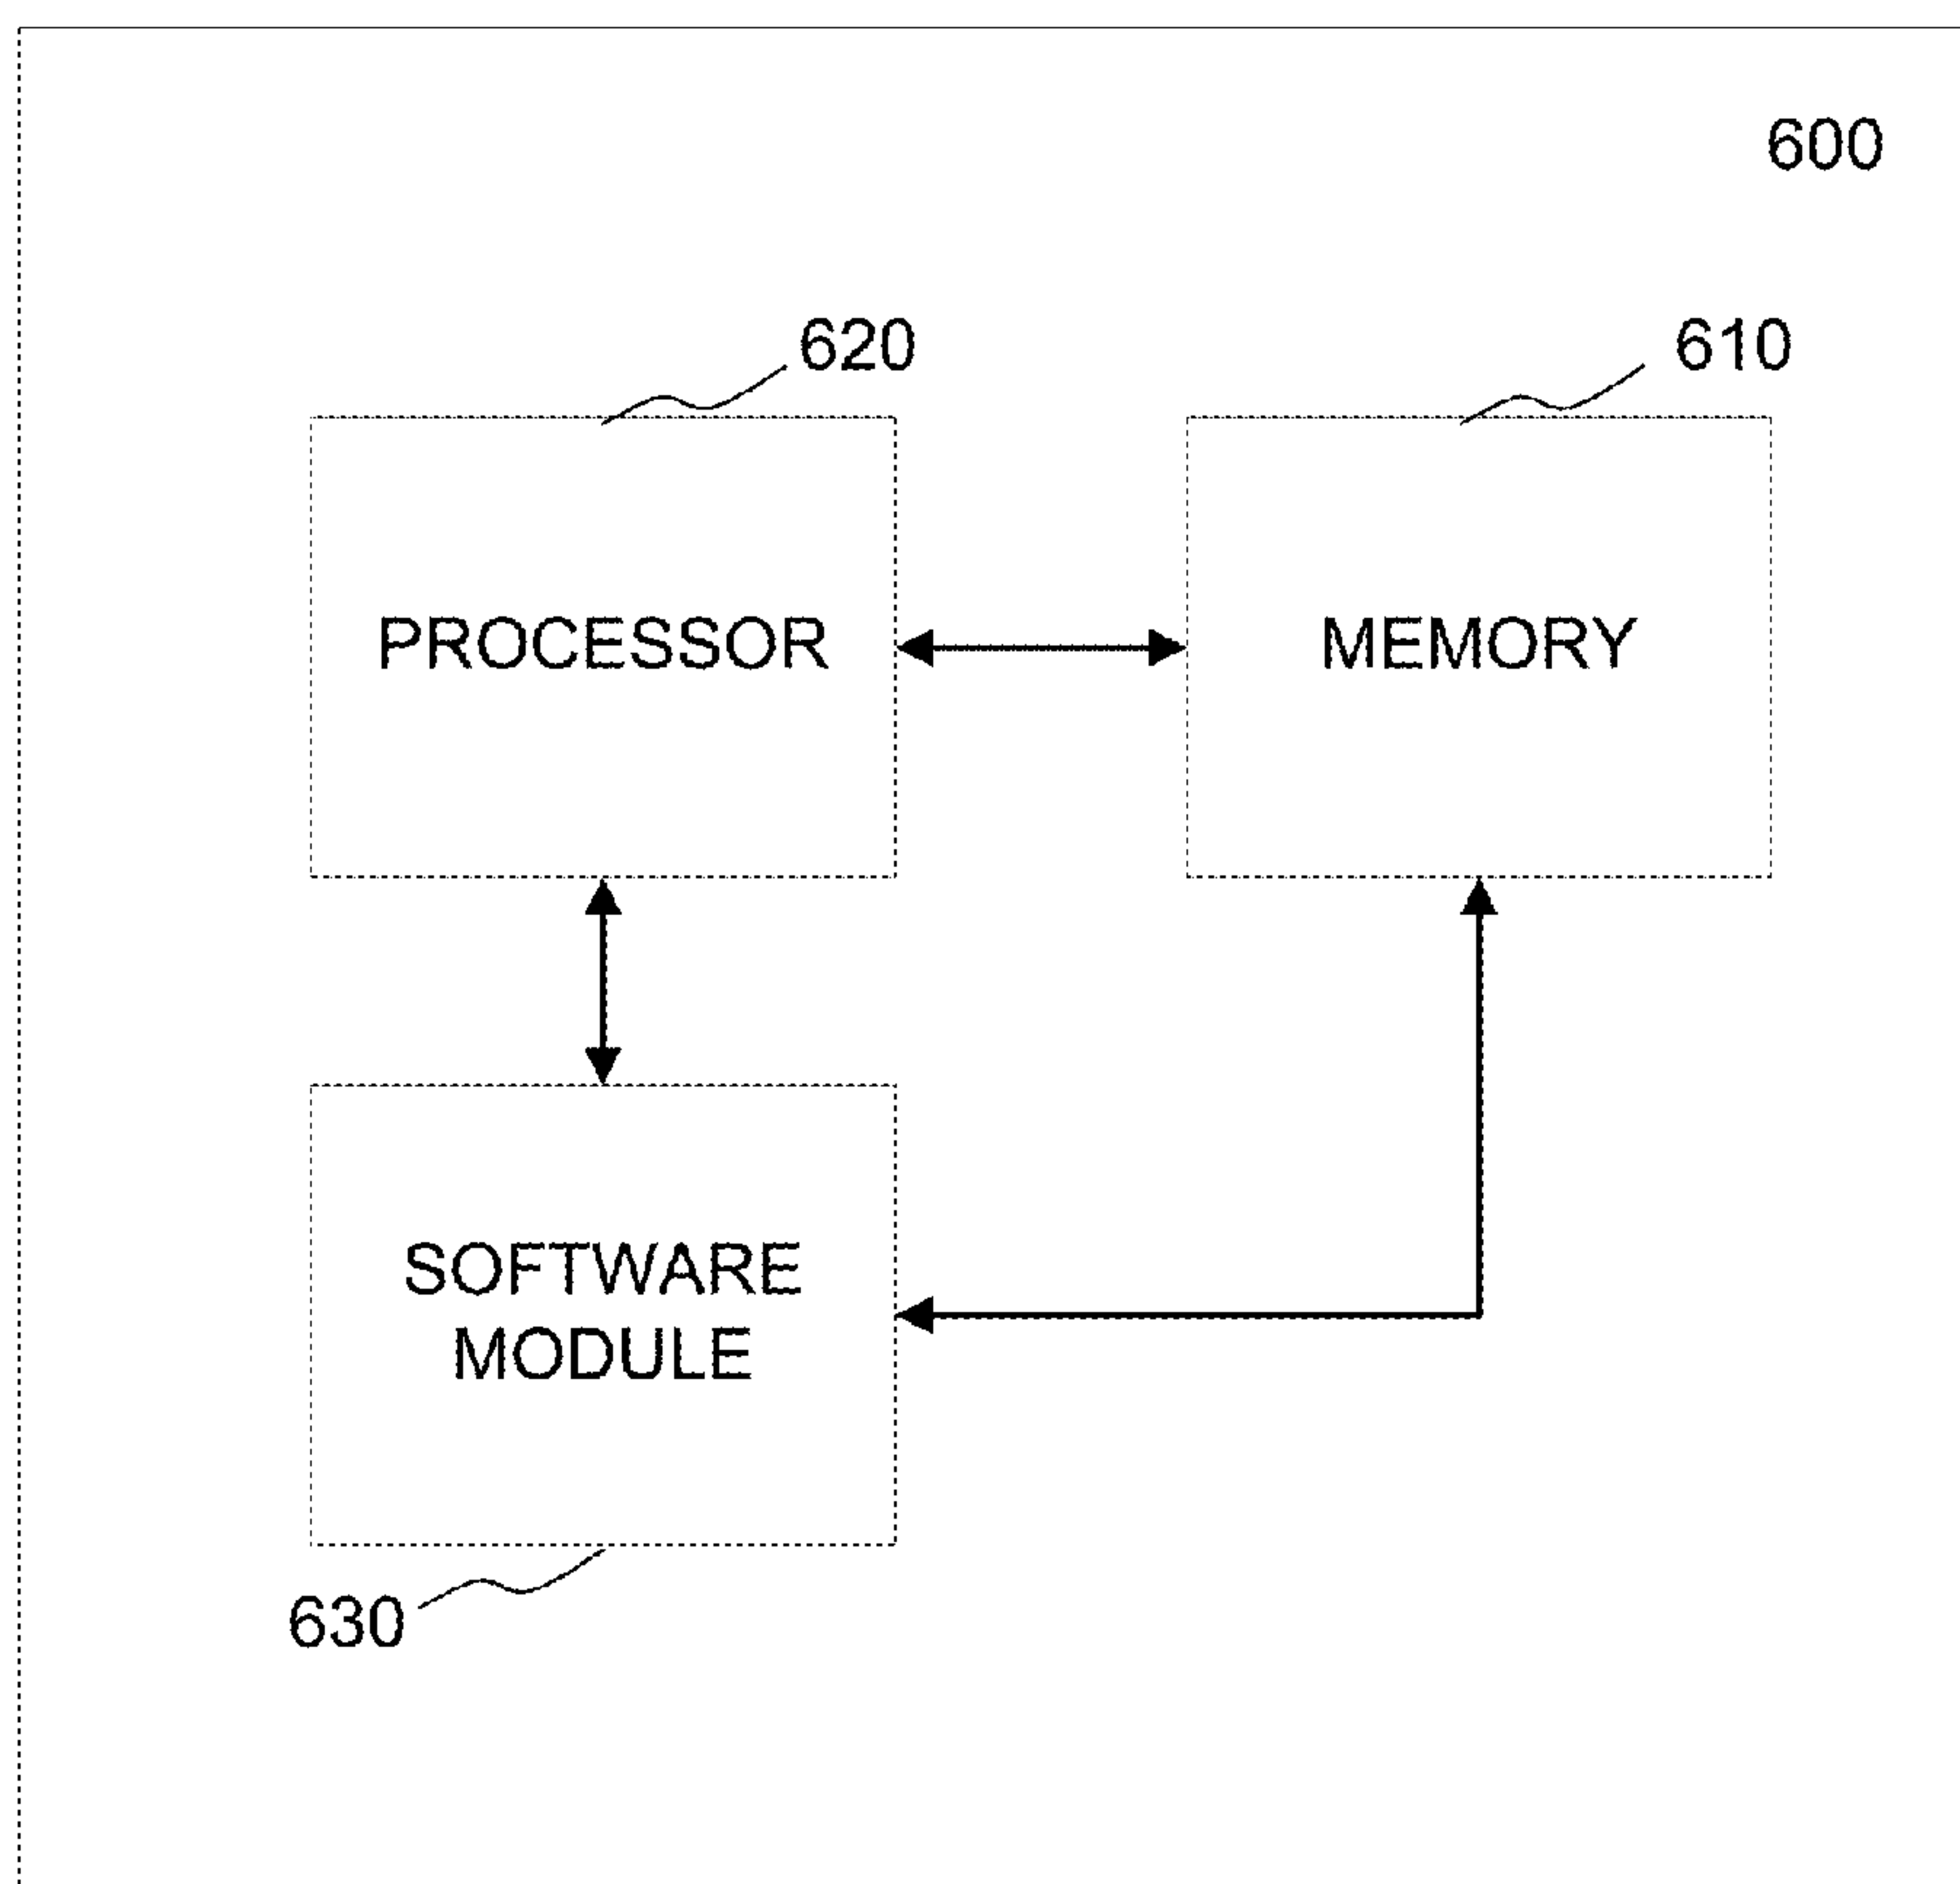 600
620
610
PROCESSOR
MEMORY
SOFTWARE
MODULE
630